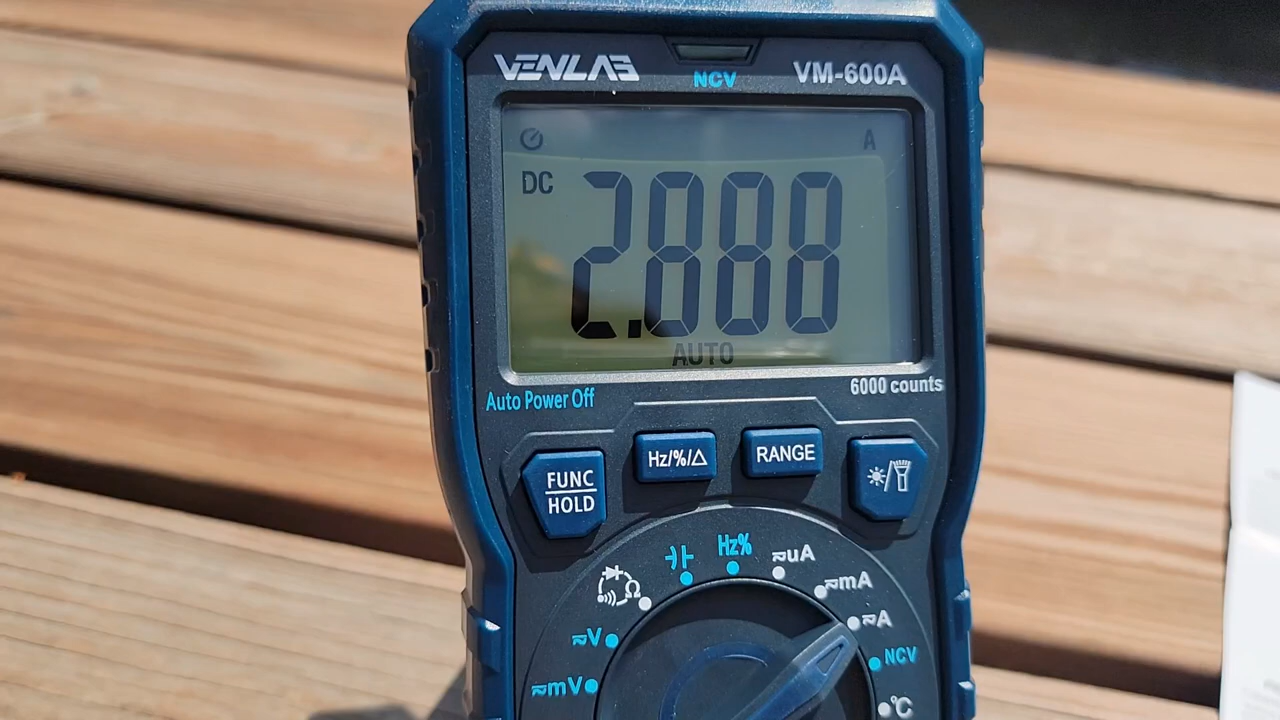 VENLAB
NCV
VM-600A
A
DC
2.888
AUTO
Auto Power Off
6000 counts
FUNC
HOLD
Hz/%/△
RANGE
Hz%
≂uA
≂mA
≂A
NCV
℃
Ω
≂V
≂mV